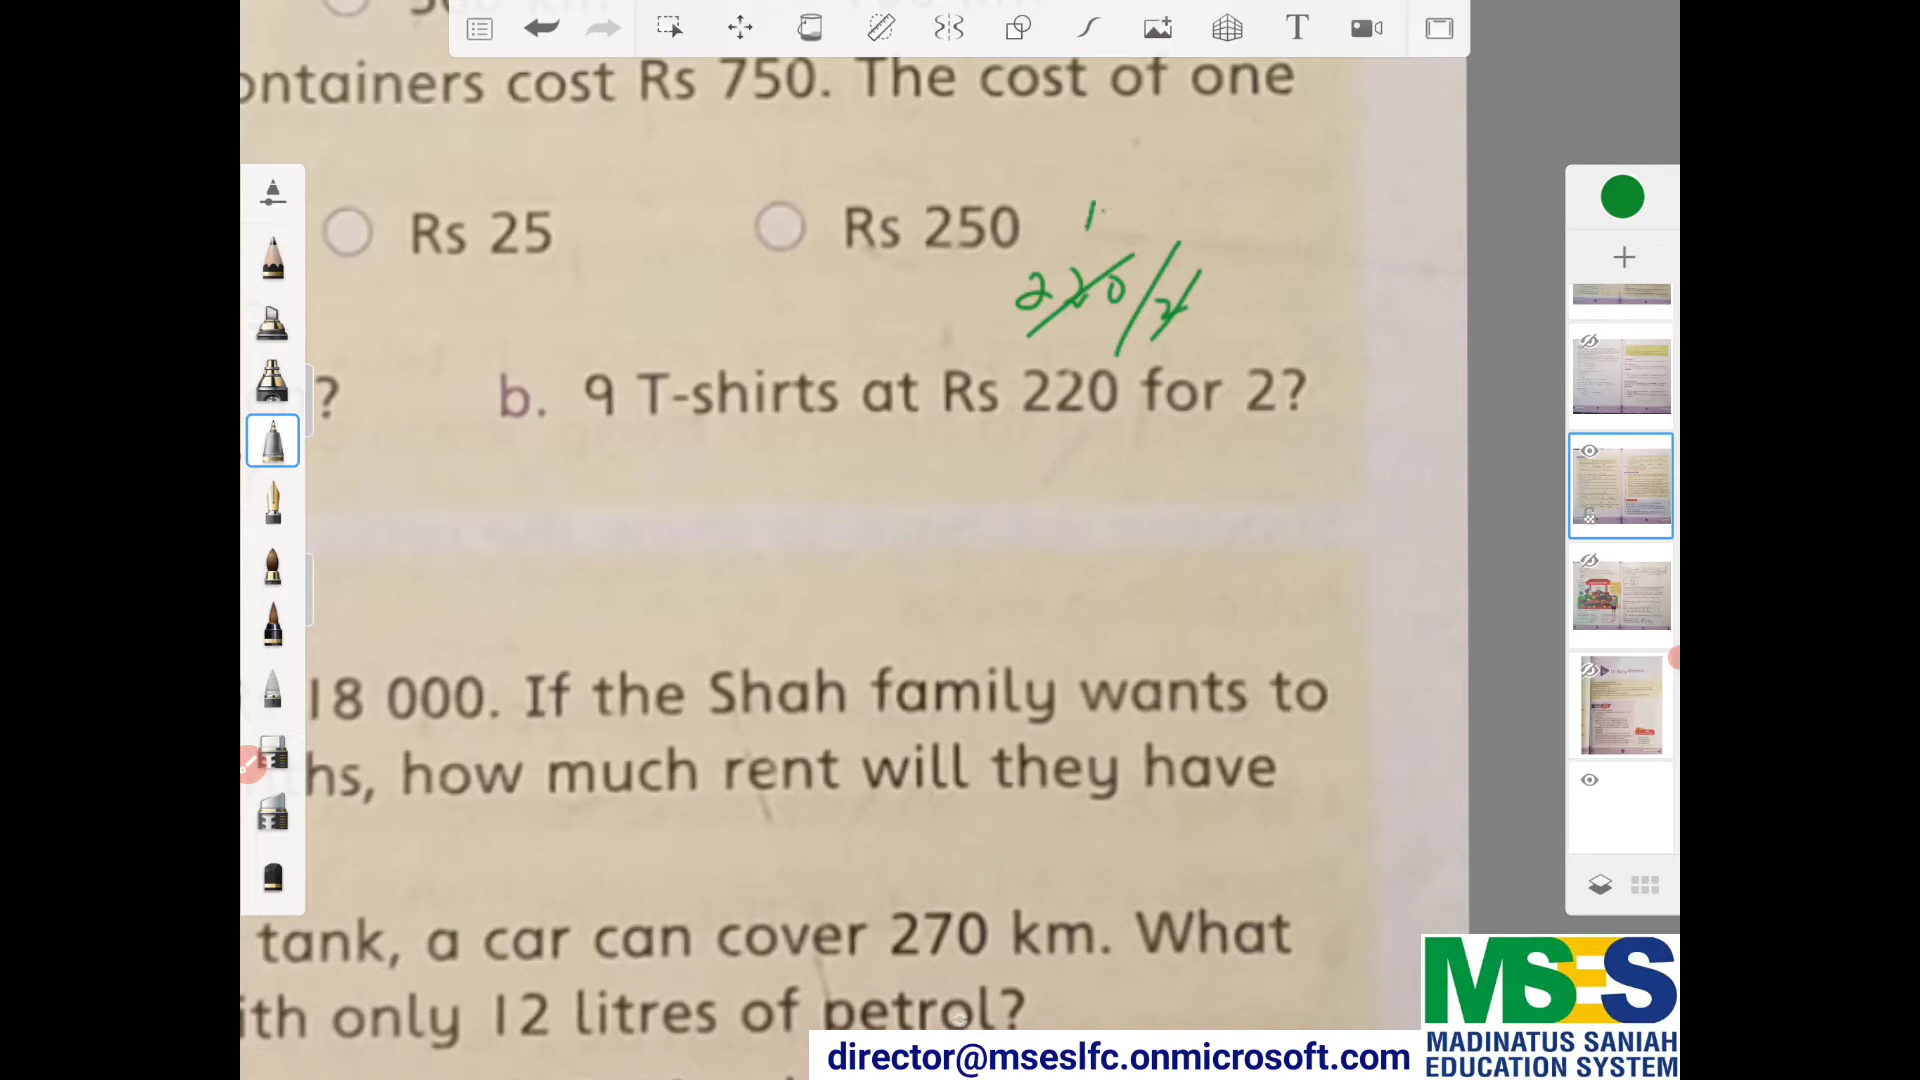 ontainers cost Rs 750. The cost of one
Rs 25
Rs 250
1
220/2
?
b. 9 T-shirts at Rs 220 for 2?
18 000. If the Shah family wants to
hs, how much rent will they have
tank, a car can cover 270 km. What
ith only 12 litres of petrol?
MSES
MADINATUS SANIAH
EDUCATION SYSTEM
director@mseslfc.onmicrosoft.com
T